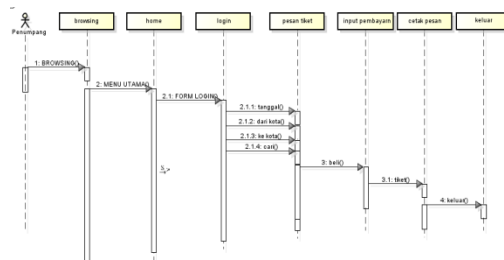 Penumpang
browsing
home
login
pesan tiket
input pembayarn
cetak pesan
keluar
1: BROWSING()
2: MENU UTAMA()
2.1: FORM LOGIN()
2.1.1: tanggal()
2.1.2: dari kota()
2.1.3: ke kota()
2.1.4: cari()
3: beli()
3.1: tiket()
4: keluar()